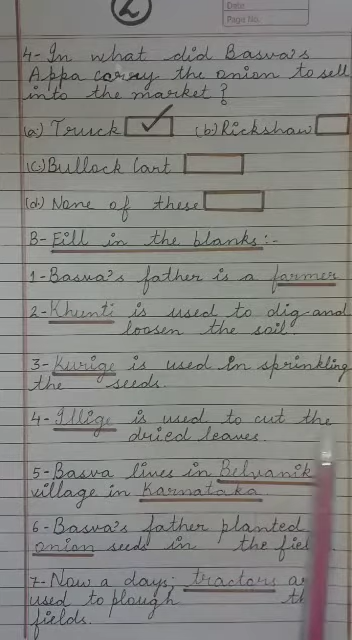 2
Date
Page No.
4- In what did Basva's
Appa carry the onion to sell
into the market?
(a) Truck ✓ (b) Rickshaw
(c) Bullock Cart
(d) None of these
B- Fill in the blanks:-
1- Basva's father is a farmer
2- Khunti is used to dig and
loosen the soil.
3- Kurige is used in sprinkling
the seeds.
4- Illige is used to cut the
dried leaves.
5- Basva lives in Belvanik
village in Karnataka
6- Basva's father planted
onion seeds in the fiel
7- Now a days; tractors a
used to plough th
fields.